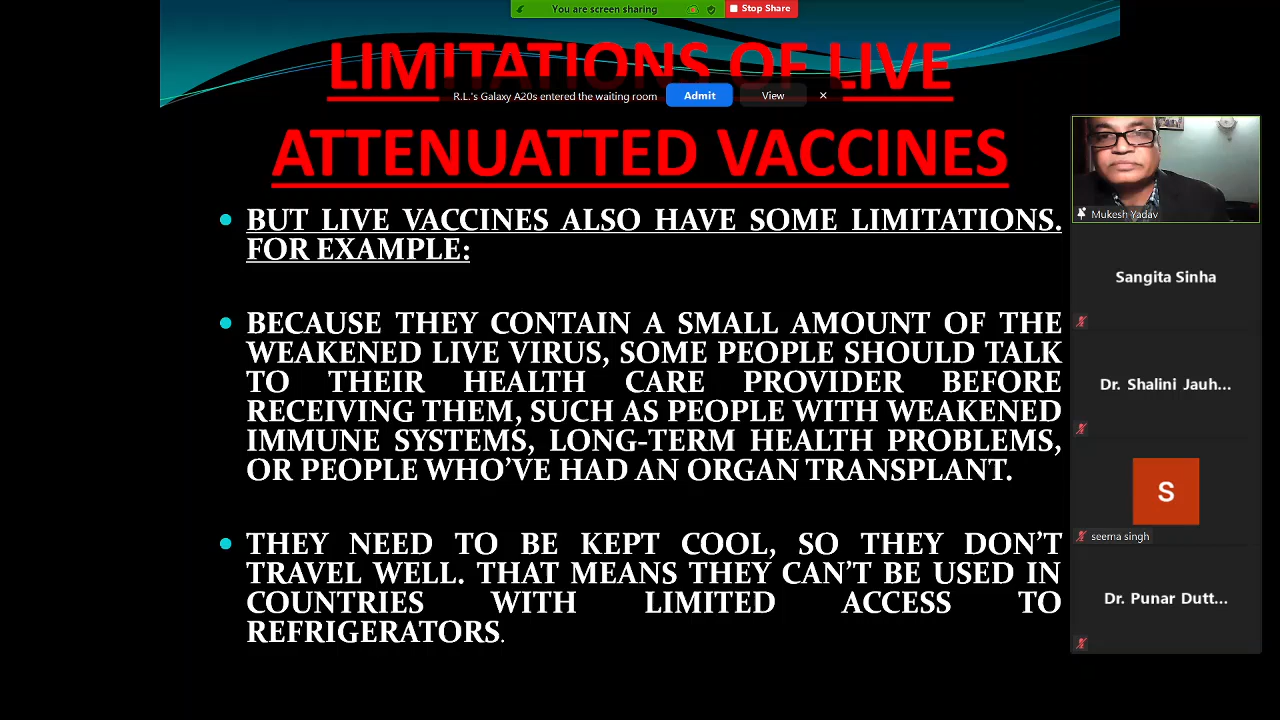 You are screen sharing
Stop Share
LIMITATIONS OF LIVE
R.L.'s Galaxy A20s entered the waiting room Admit View
ATTENUATTED VACCINES
BUT LIVE VACCINES ALSO HAVE SOME LIMITATIONS.
FOR EXAMPLE:
BECAUSE THEY CONTAIN A SMALL AMOUNT OF THE
WEAKENED LIVE VIRUS, SOME PEOPLE SHOULD TALK
TO THEIR HEALTH CARE PROVIDER BEFORE
RECEIVING THEM, SUCH AS PEOPLE WITH WEAKENED
IMMUNE SYSTEMS, LONG-TERM HEALTH PROBLEMS,
OR PEOPLE WHO’VE HAD AN ORGAN TRANSPLANT.
THEY NEED TO BE KEPT COOL, SO THEY DON’T
TRAVEL WELL. THAT MEANS THEY CAN’T BE USED IN
COUNTRIES WITH LIMITED ACCESS TO
REFRIGERATORS.
Mukesh Yadav
Sangita Sinha
Dr. Shalini Jauh...
S
seema singh
Dr. Punar Dutt...